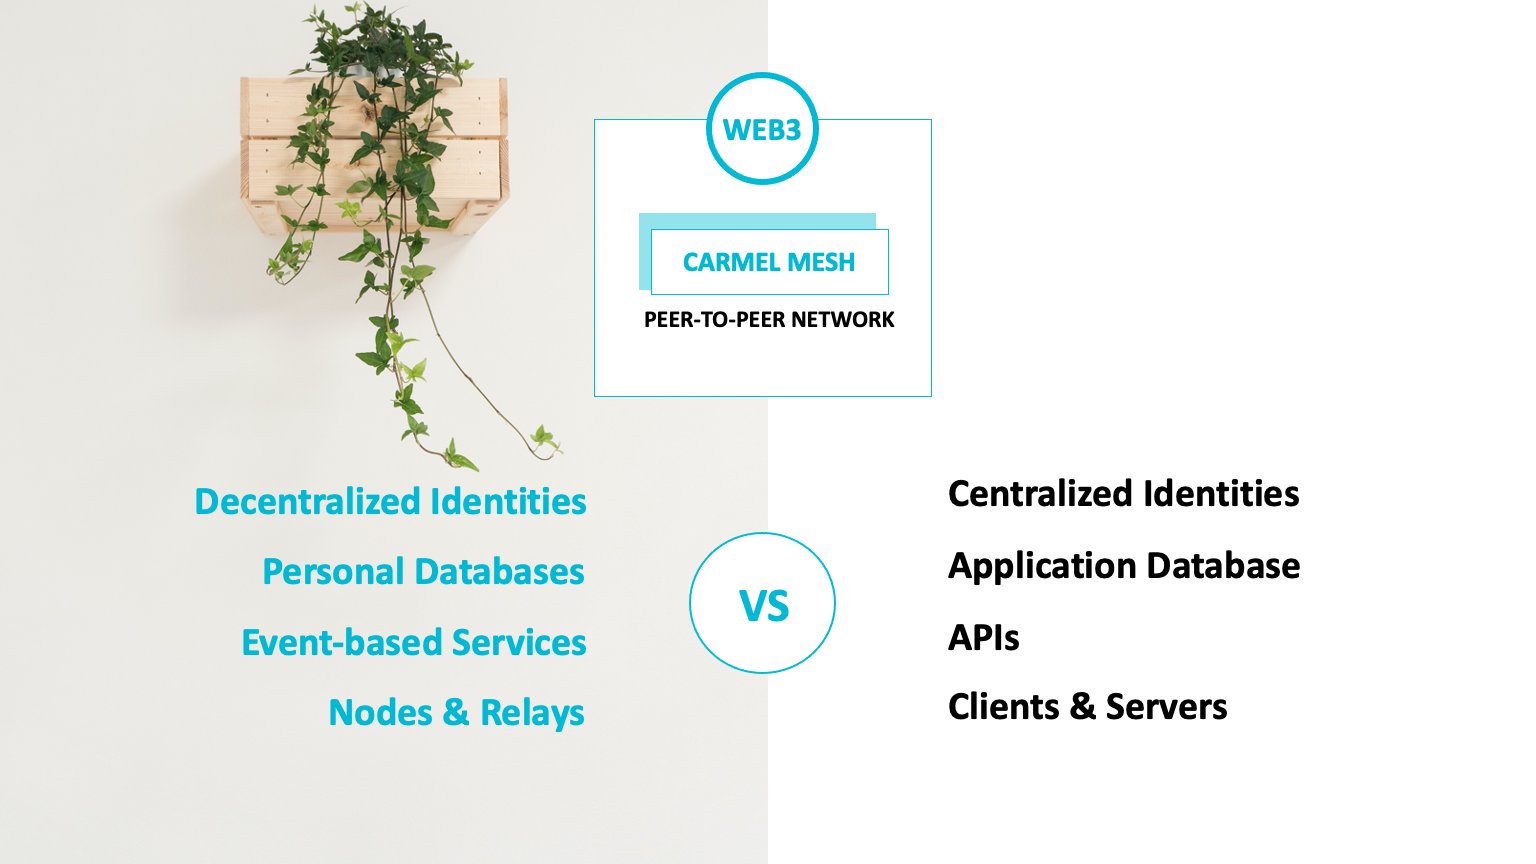 WEB3
CARMEL MESH
PEER-TO-PEER NETWORK
Decentralized Identities
Personal Databases
Event-based Services
Nodes & Relays
VS
Centralized Identities
Application Database
APIs
Clients & Servers